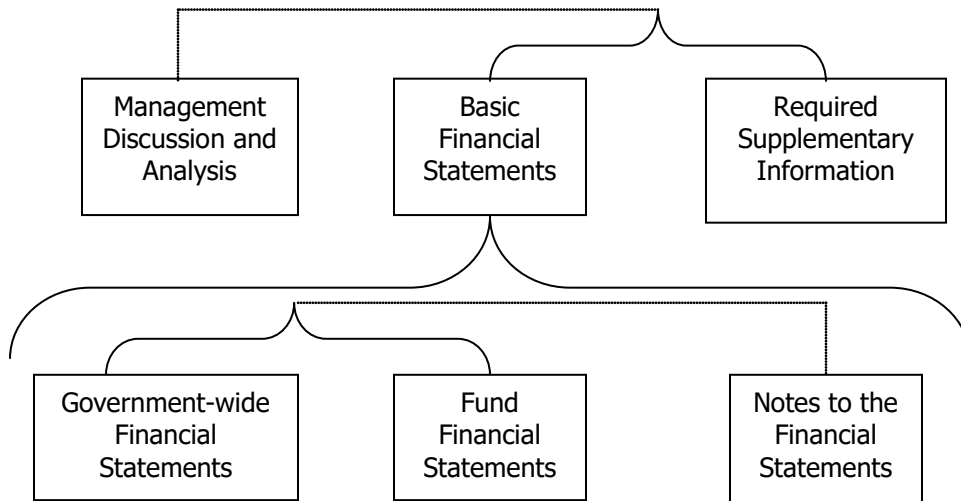 Management
Discussion and
Analysis
Basic
Financial
Statements
Required
Supplementary
Information
Government-wide
Financial
Statements
Fund
Financial
Statements
Notes to the
Financial
Statements